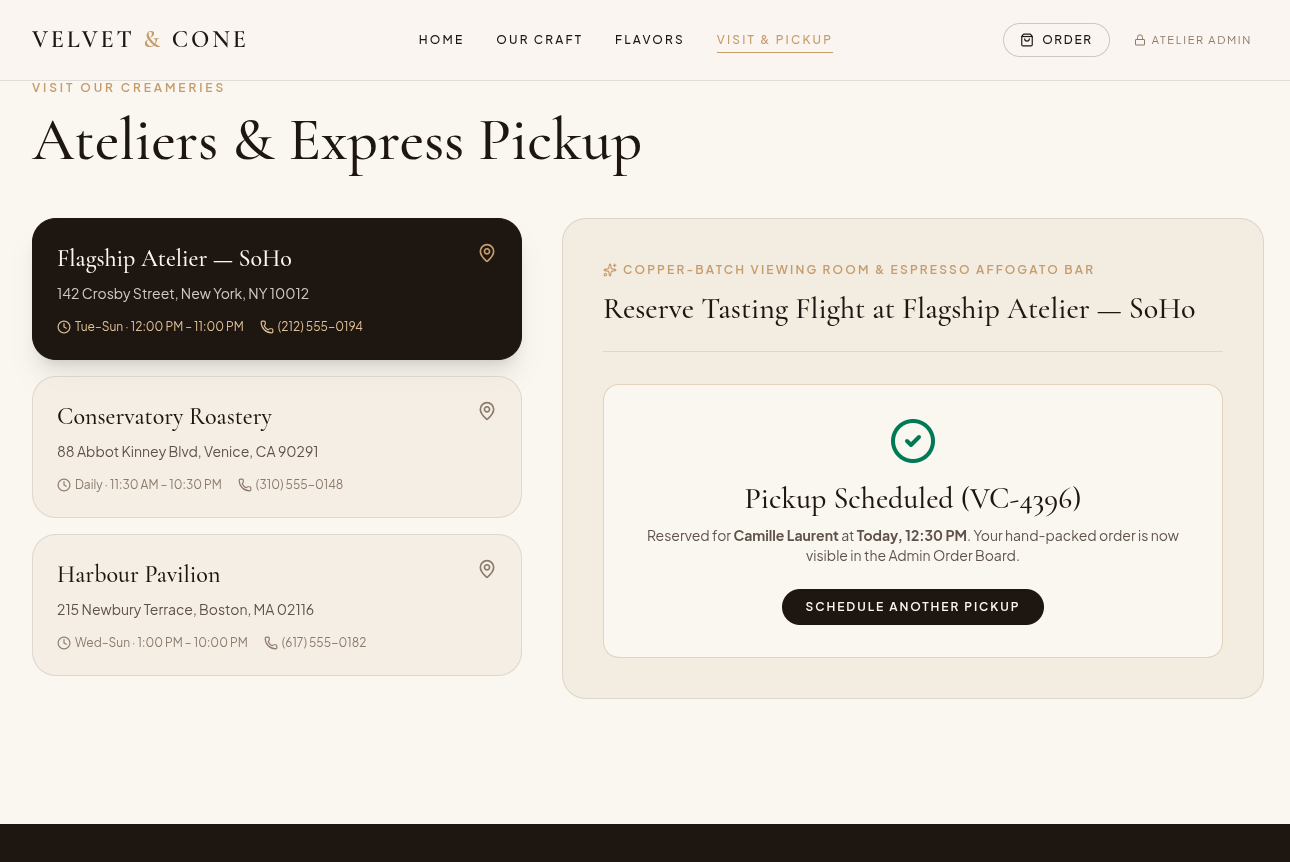 VELVET & CONE
HOME
OUR CRAFT
FLAVORS
VISIT & PICKUP
ORDER
ATELIER ADMIN
VISIT OUR CREAMERIES
Ateliers & Express Pickup
Flagship Atelier — SoHo
142 Crosby Street, New York, NY 10012
Tue–Sun · 12:00 PM – 11:00 PM
(212) 555-0194
Conservatory Roastery
88 Abbot Kinney Blvd, Venice, CA 90291
Daily · 11:30 AM – 10:30 PM
(310) 555-0148
Harbour Pavilion
215 Newbury Terrace, Boston, MA 02116
Wed–Sun · 1:00 PM – 10:00 PM
(617) 555-0182
COPPER-BATCH VIEWING ROOM & ESPRESSO AFFOGATO BAR
Reserve Tasting Flight at Flagship Atelier — SoHo
Pickup Scheduled (VC-4396)
Reserved for Camille Laurent at Today, 12:30 PM. Your hand-packed order is now
visible in the Admin Order Board.
SCHEDULE ANOTHER PICKUP